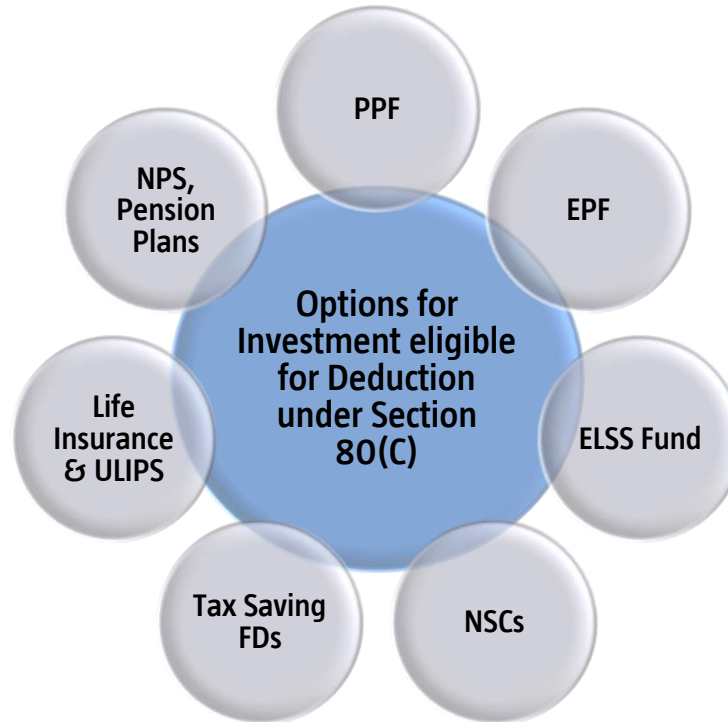 PPF
EPF
ELSS Fund
NSCs
Tax Saving
FDs
Life
Insurance
& ULIPS
NPS,
Pension
Plans
Options for
Investment eligible
for Deduction
under Section
80(C)